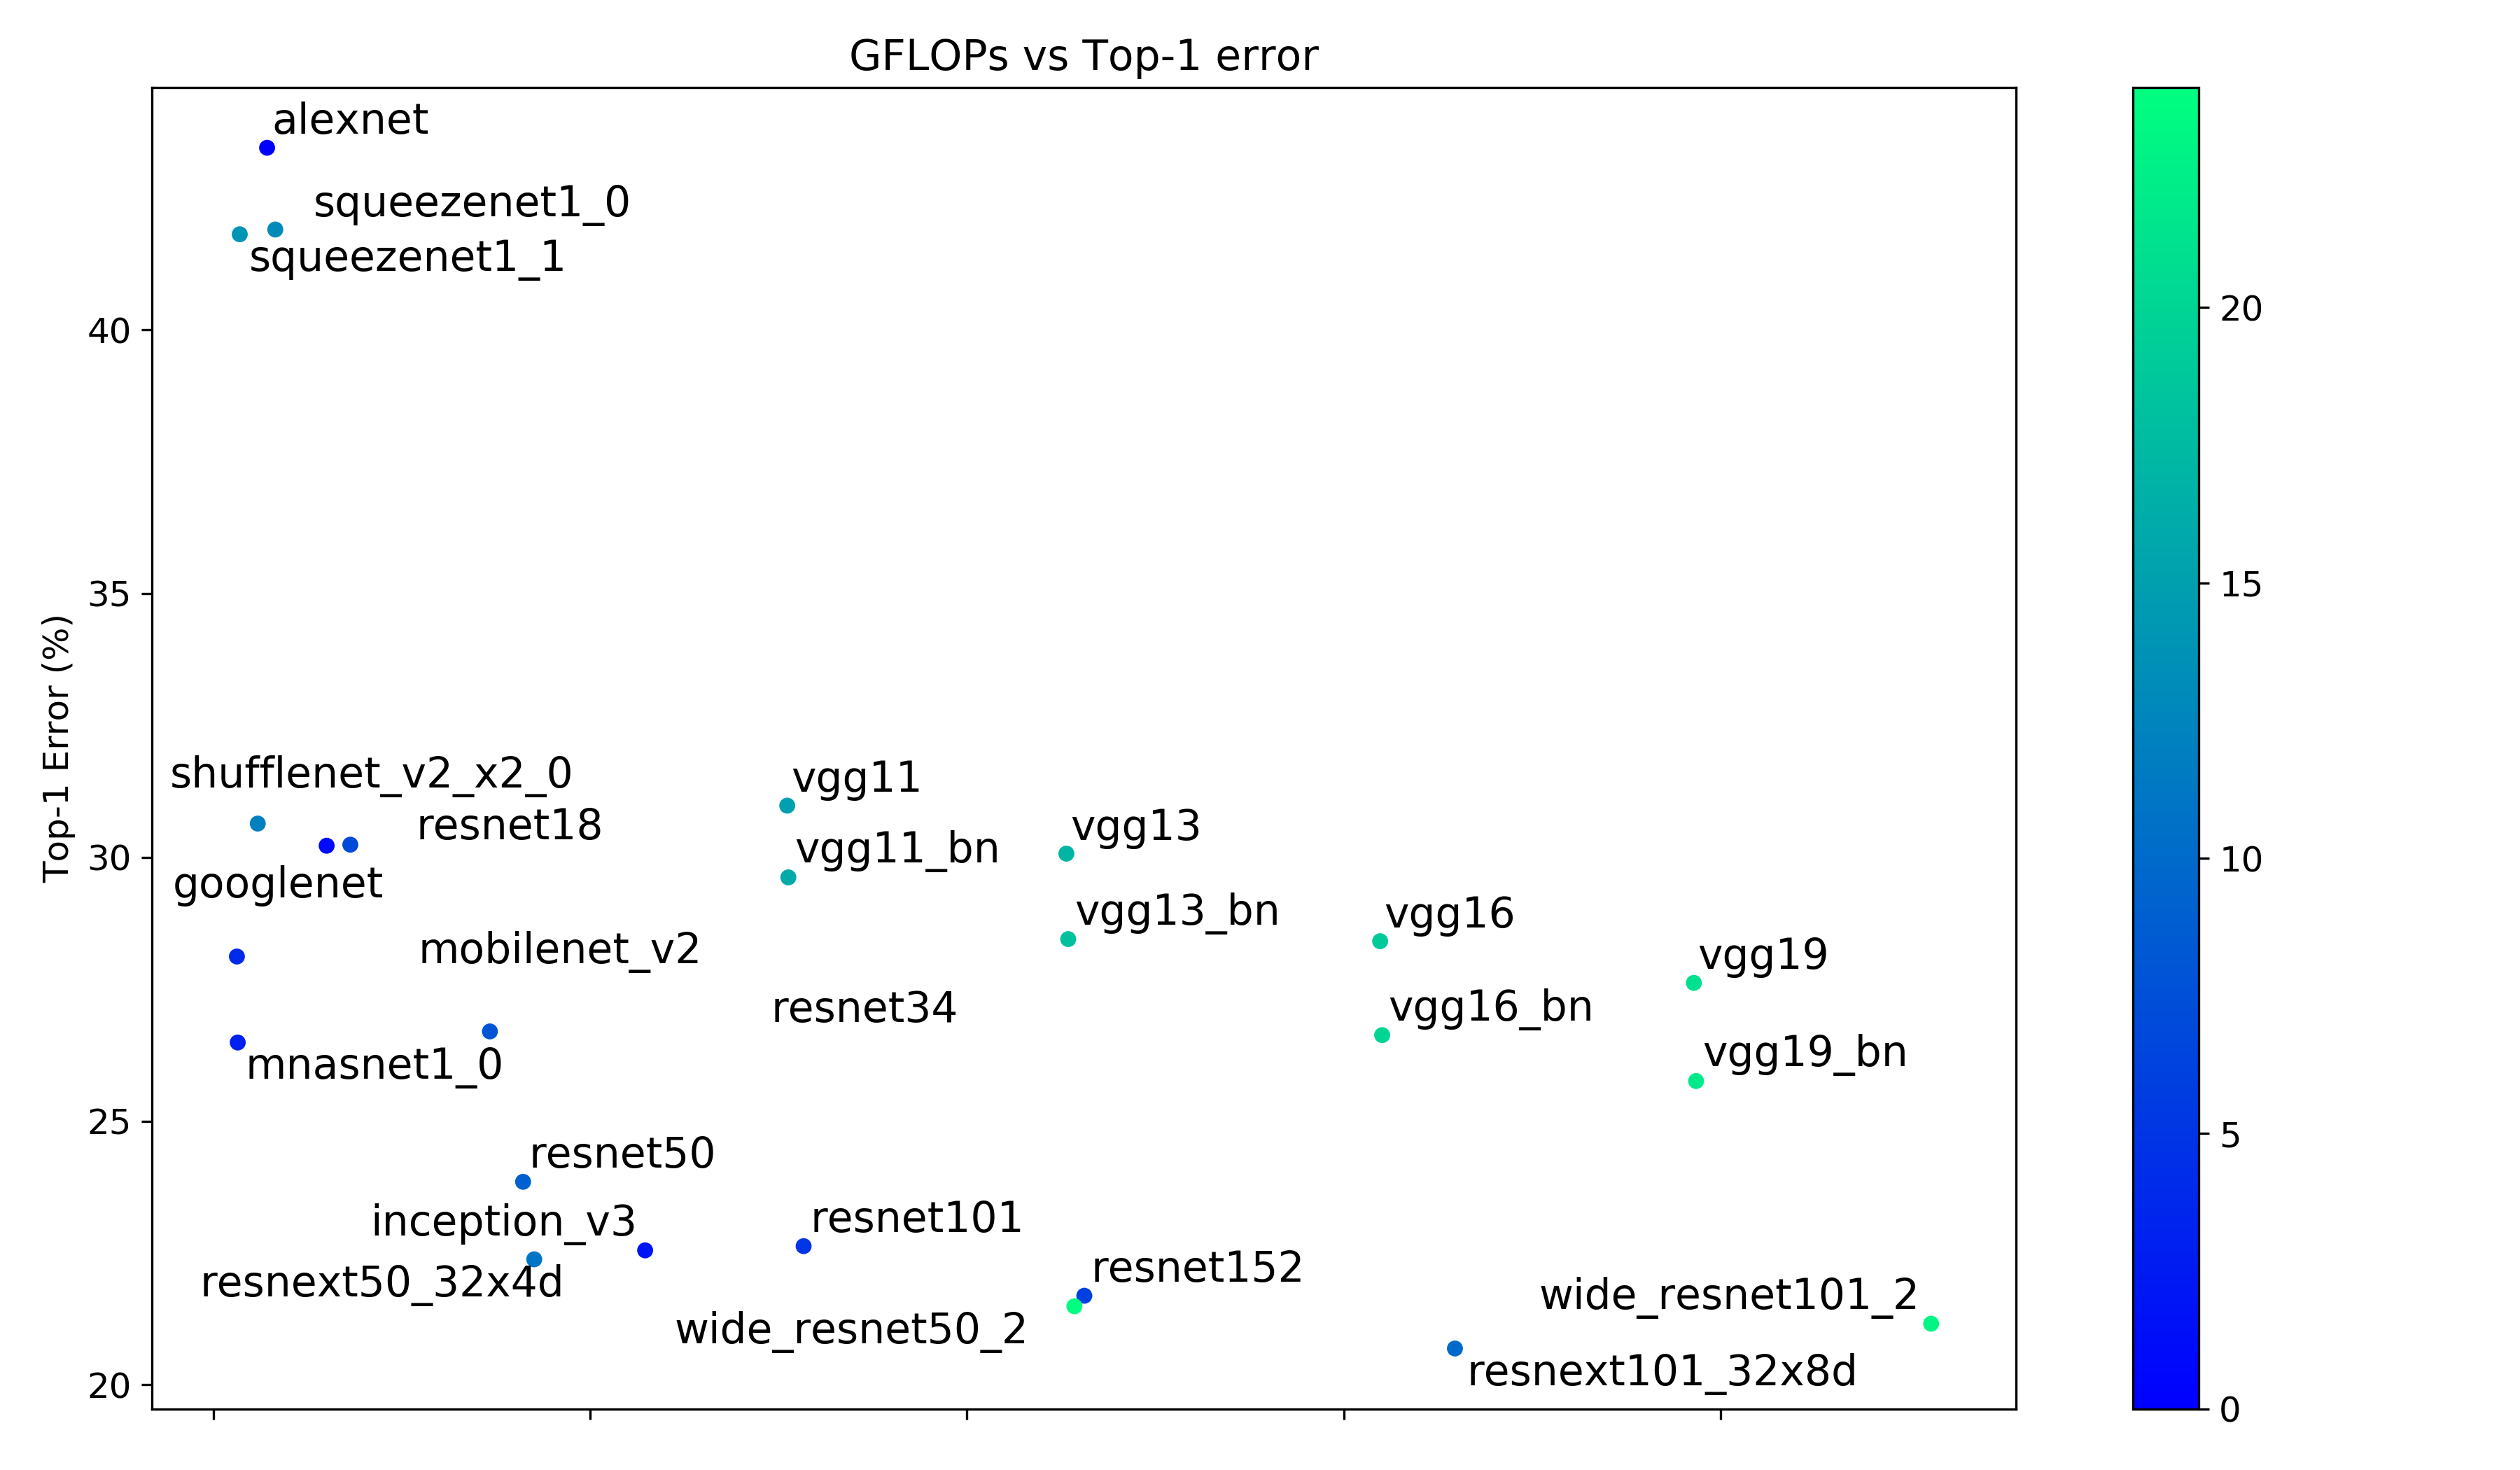 GFLOPs vs Top-1 error
alexnet
squeezenet1_0
squeezenet1_1
shufflenet_v2_x2_0
resnet18
googlenet
mobilenet_v2
mnasnet1_0
resnet34
vgg11
vgg11_bn
vgg13
vgg13_bn
vgg16
vgg16_bn
vgg19
vgg19_bn
resnet50
inception_v3
resnext50_32x4d
resnet101
resnet152
wide_resnet50_2
wide_resnet101_2
resnext101_32x8d
Top-1 Error (%)
40
35
30
25
20
20
15
10
5
0